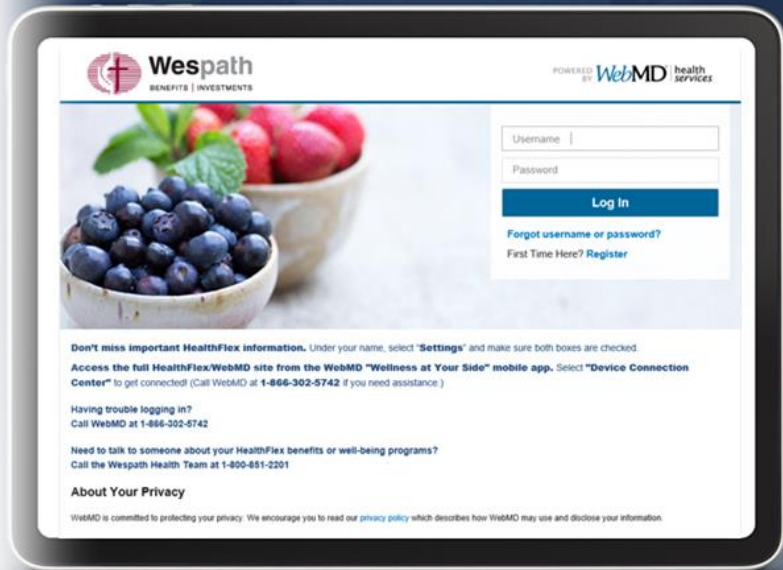 Wespath
BENEFITS | INVESTMENTS
POWERED BY WebMD health services
Username
Password
Log In
Forgot username or password?
First Time Here? Register
Don't miss important HealthFlex information. Under your name, select "Settings" and make sure both boxes are checked.
Access the full HealthFlex/WebMD site from the WebMD "Wellness at Your Side" mobile app. Select "Device Connection
Center" to get connected! (Call WebMD at 1-866-302-5742 if you need assistance.)
Having trouble logging in?
Call WebMD at 1-866-302-5742
Need to talk to someone about your HealthFlex benefits or well-being programs?
Call the Wespath Health Team at 1-800-851-2201
About Your Privacy
WebMD is committed to protecting your privacy. We encourage you to read our privacy policy which describes how WebMD may use and disclose your information.